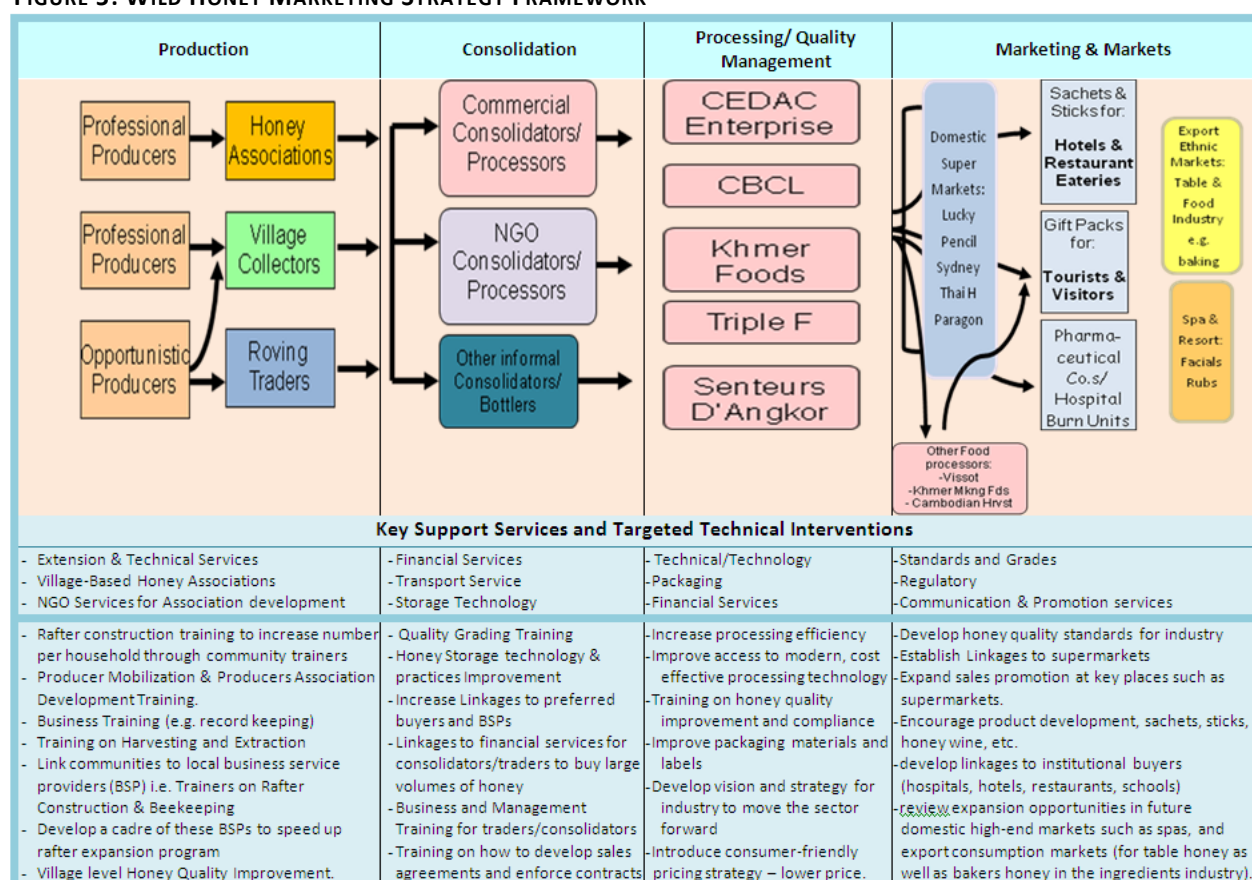 FIGURE 5: WILD HONEY MARKETING STRATEGY FRAMEWORK
Production
Consolidation
Processing/ Quality
Management
Marketing & Markets
Professional
Producers
Honey
Associations
Professional
Producers
Village
Collectors
Opportunistic
Producers
Roving
Traders
Commercial
Consolidators/
Processors
NGO
Consolidators/
Processors
Other informal
Consolidators/
Bottlers
CEDAC
Enterprise
CBCL
Khmer
Foods
Triple F
Senteurs
D'Angkor
Domestic
Super
Markets:
Lucky
Pencil
Sydney
Thai H
Paragon
Sachets &
Sticks for:
Hotels &
Restaurant
Eateries
Gift Packs
for:
Tourists &
Visitors
Pharma-
ceutical
Co.s/
Hospital
Burn Units
Export
Ethnic
Markets:
Table &
Food
Industry
e.g.
baking
Spa &
Resort:
Facials
Rubs
Other Food
processors:
-Vissot
-Khmer Mkng Fds
- Cambodian Hrvst
Key Support Services and Targeted Technical Interventions
- Extension & Technical Services
- Village-Based Honey Associations
- NGO Services for Association development
- Financial Services
- Transport Service
- Storage Technology
- Technical/Technology
-Packaging
-Financial Services
-Standards and Grades
-Regulatory
-Communication & Promotion services
- Rafter construction training to increase number
per household through community trainers
- Producer Mobilization & Producers Association
Development Training.
- Business Training (e.g. record keeping)
- Training on Harvesting and Extraction
- Link communities to local business service
providers (BSP) i.e. Trainers on Rafter
Construction & Beekeeping
- Develop a cadre of these BSPs to speed up
rafter expansion program
- Village level Honey Quality Improvement.
- Quality Grading Training
- Honey Storage technology &
practices Improvement
- Increase Linkages to preferred
buyers and BSPs
- Linkages to financial services for
consolidators/traders to buy large
volumes of honey
- Business and Management
Training for traders/consolidators
- Training on how to develop sales
agreements and enforce contracts
-Increase processing efficiency
-Improve access to modern, cost
effective processing technology
-Training on honey quality
improvement and compliance
-Improve packaging materials and
labels
-Develop vision and strategy for
industry to move the sector
forward
-Introduce consumer-friendly
pricing strategy – lower price.
-Develop honey quality standards for industry
-Establish Linkages to supermarkets
-Expand sales promotion at key places such as
supermarkets.
-Encourage product development, sachets, sticks,
honey wine, etc.
-develop linkages to institutional buyers
(hospitals, hotels, restaurants, schools)
-review expansion opportunities in future
domestic high-end markets such as spas, and
export consumption markets (for table honey as
well as bakers honey in the ingredients industry).